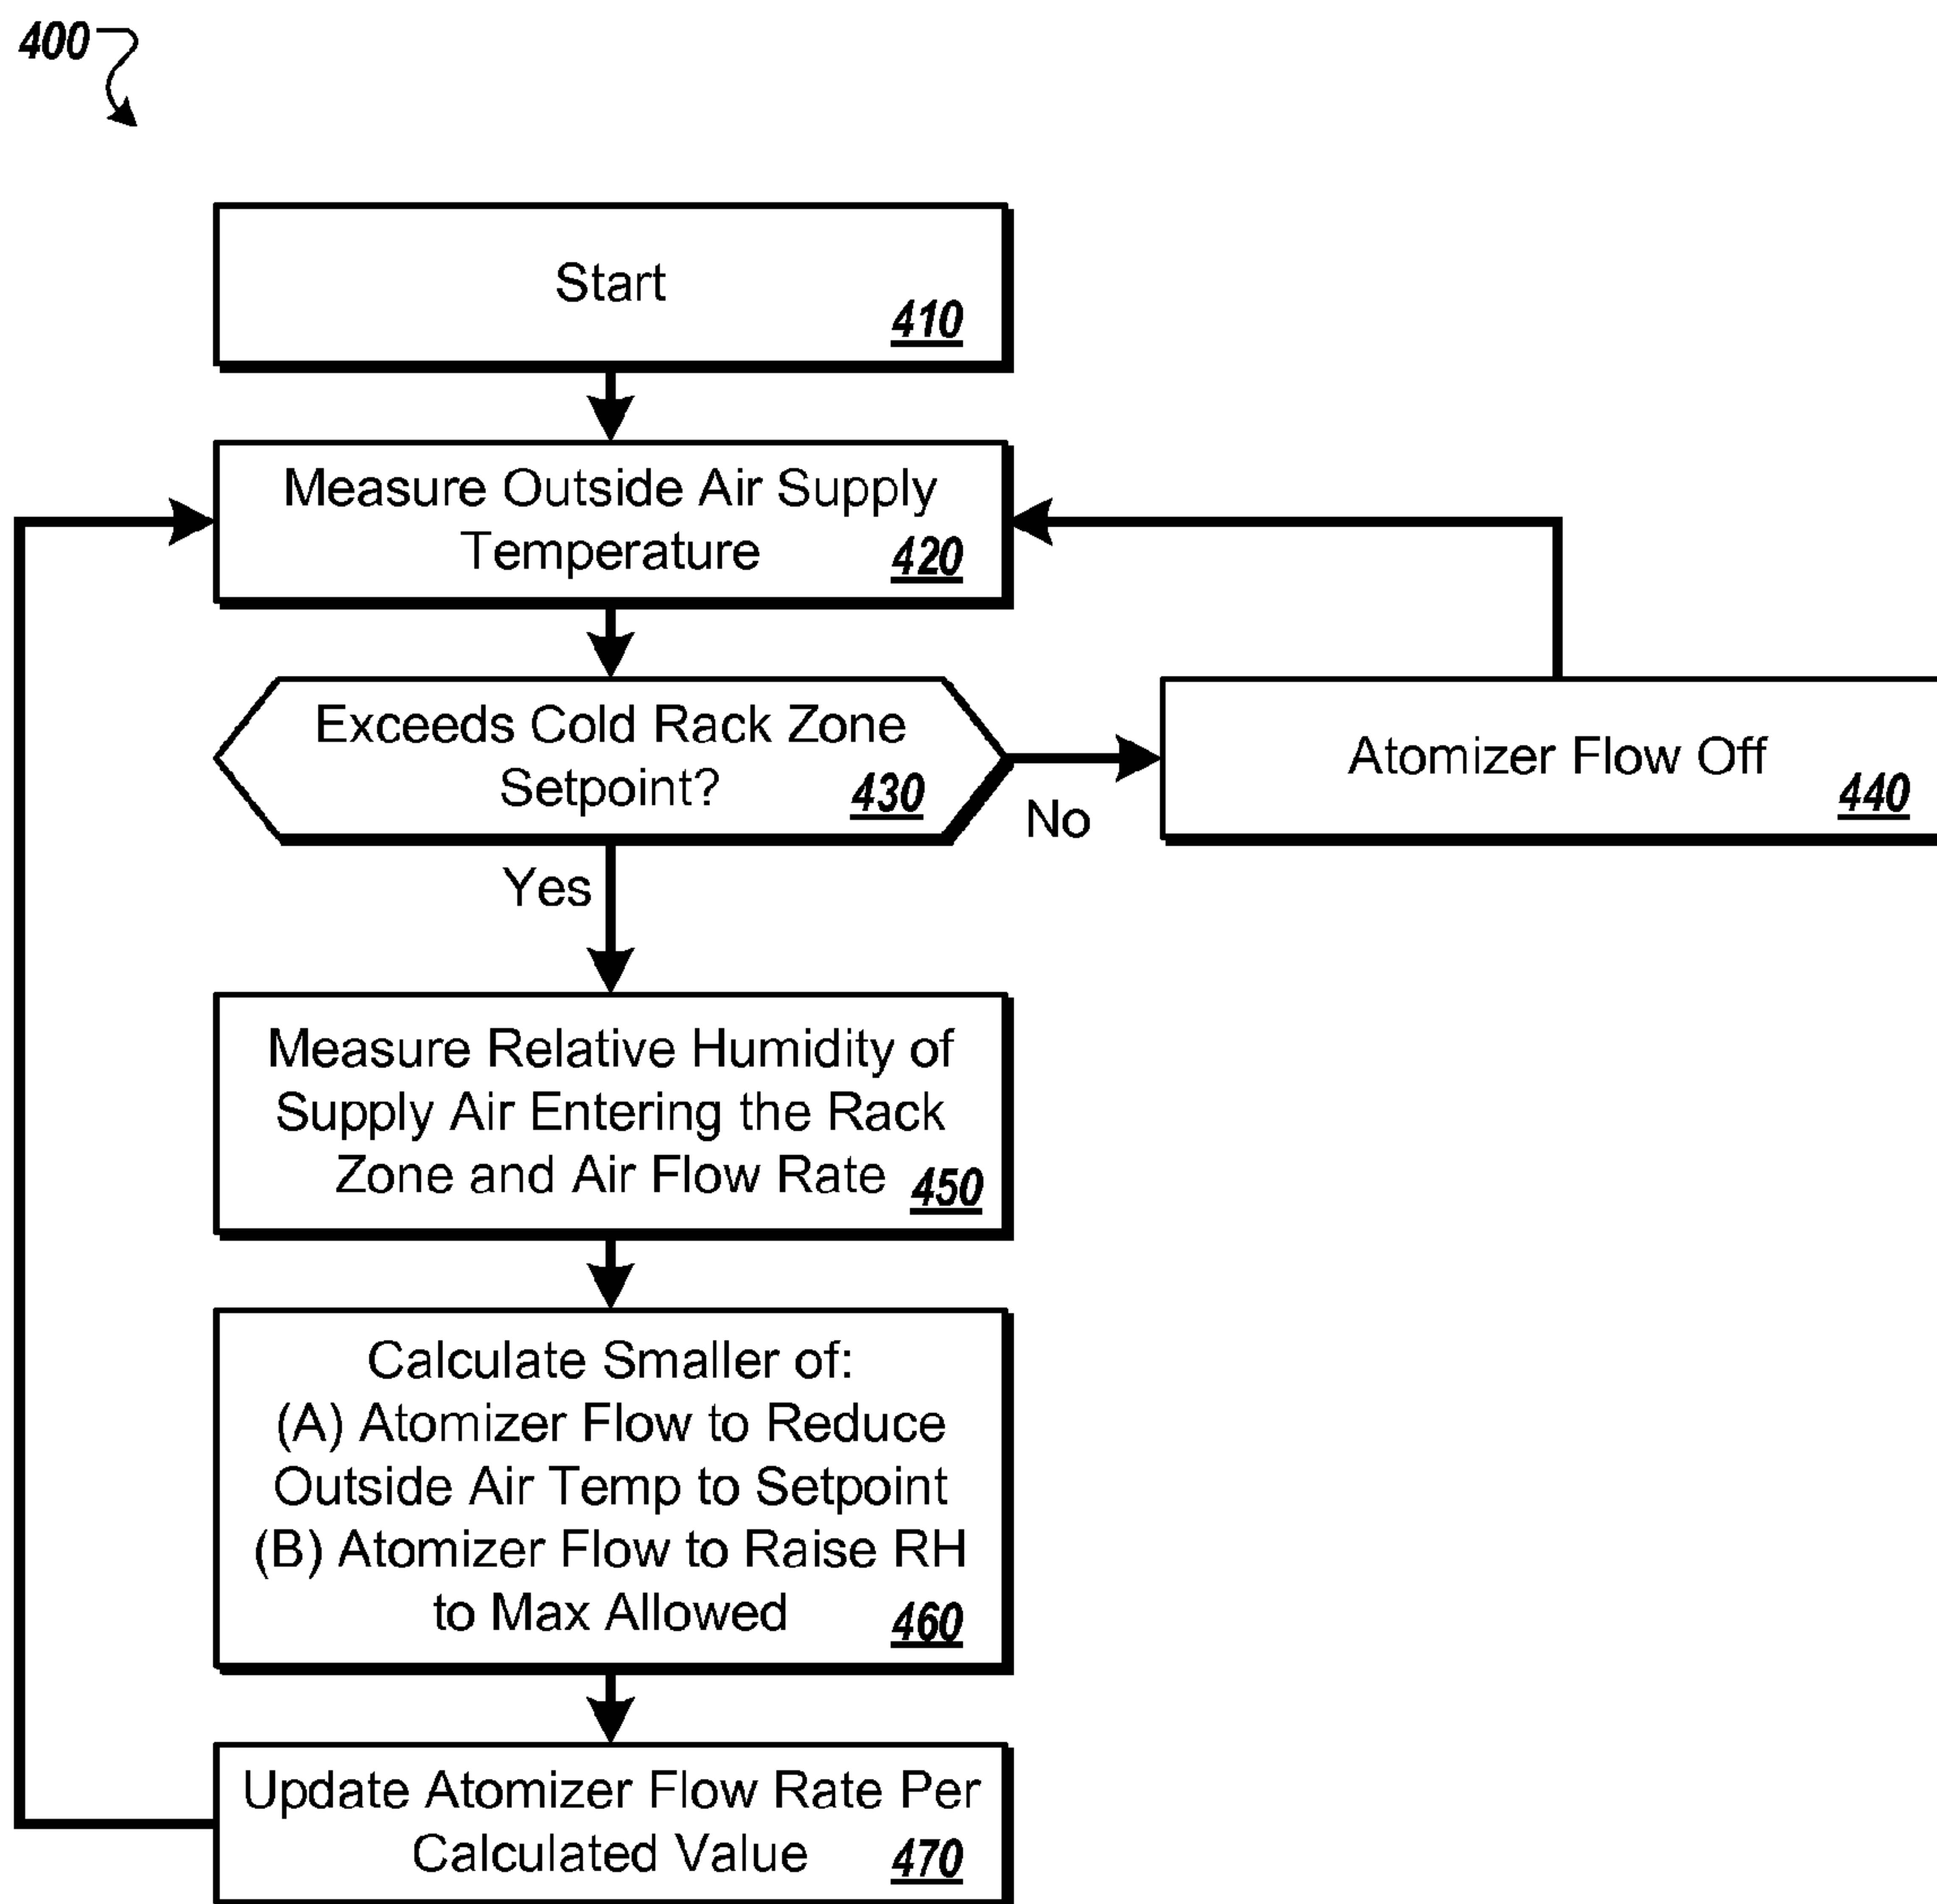 400
Start
410
Measure Outside Air Supply
Temperature 420
Exceeds Cold Rack Zone
Setpoint? 430
No
Atomizer Flow Off
440
Yes
Measure Relative Humidity of
Supply Air Entering the Rack
Zone and Air Flow Rate 450
Calculate Smaller of:
(A) Atomizer Flow to Reduce
Outside Air Temp to Setpoint
(B) Atomizer Flow to Raise RH
to Max Allowed 460
Update Atomizer Flow Rate Per
Calculated Value 470